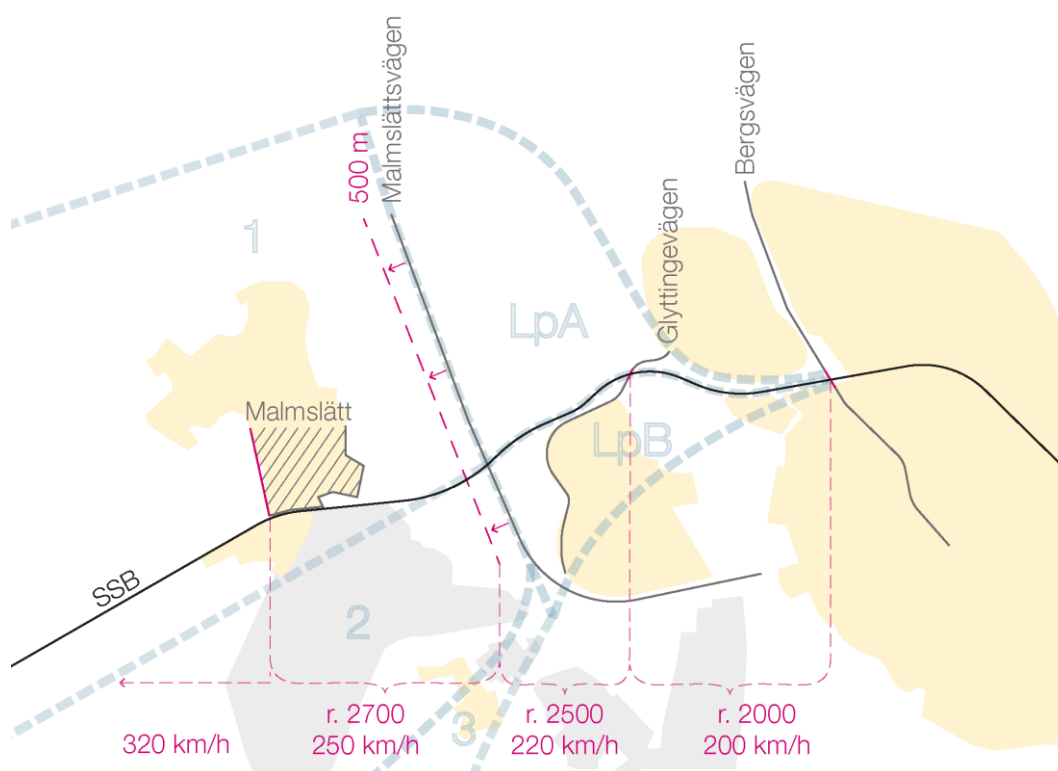 Malmslättsvägen
500 m
Bergsvägen
Glyttingevägen
1
LpA
Malmslätt
LpB
SSB
2
3
320 km/h
r. 2700
250 km/h
r. 2500
220 km/h
r. 2000
200 km/h